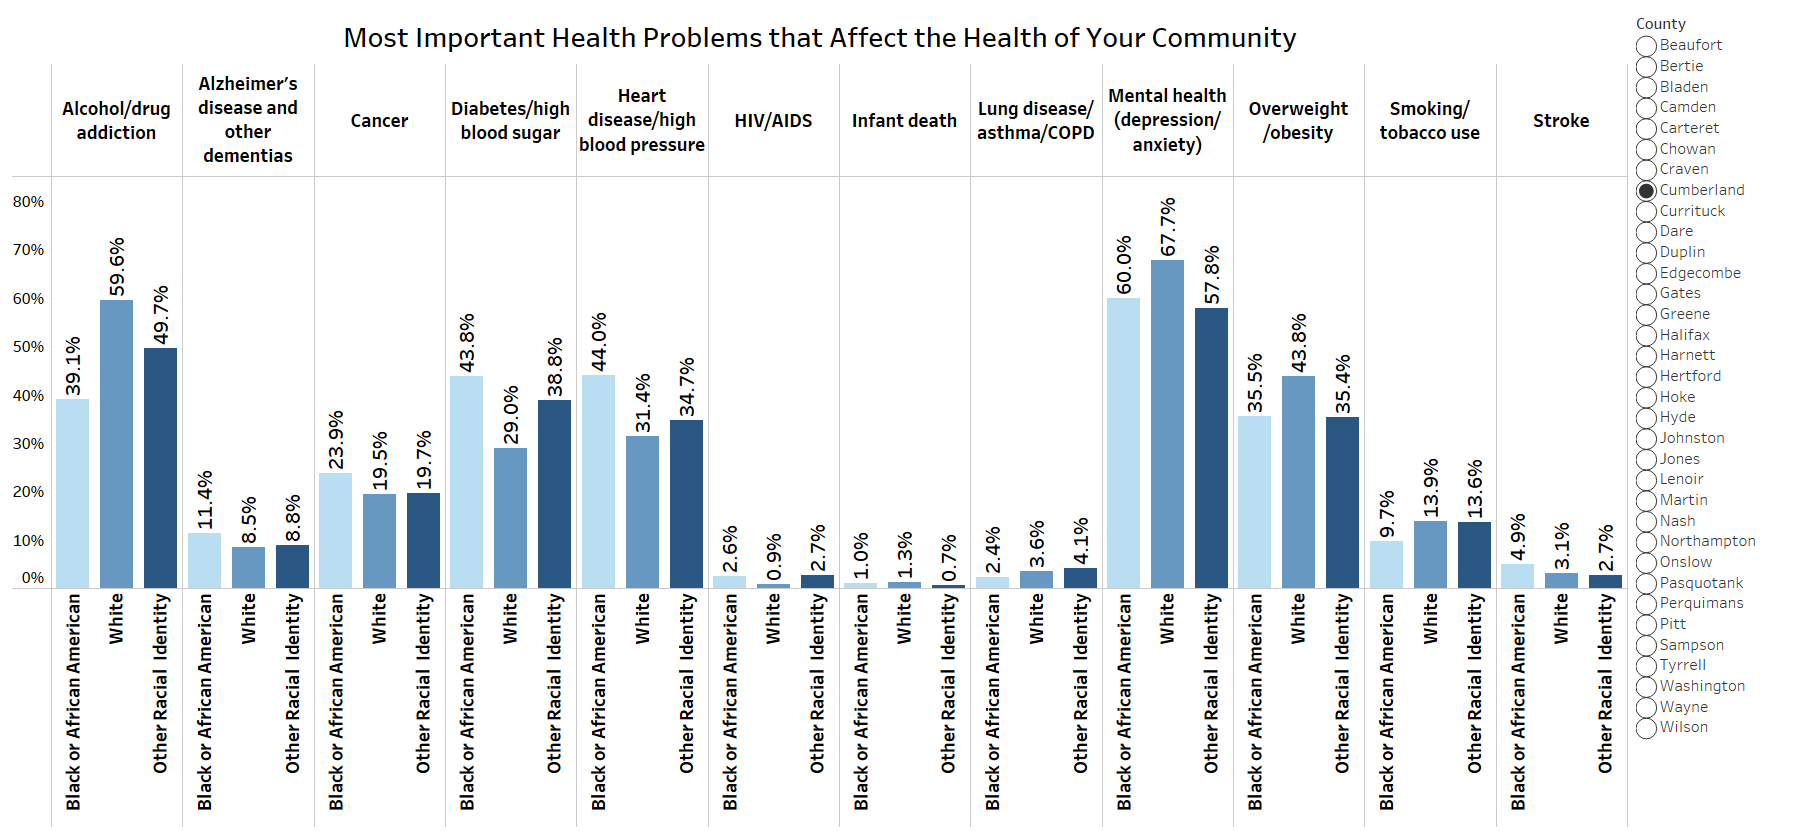 Most Important Health Problems that Affect the Health of Your Community
Alcohol/drug
addiction
Alzheimer's
disease and
other
dementias
Cancer
Diabetes/high
blood sugar
Heart
disease/high
blood pressure
HIV/AIDS
Infant death
Lung disease/
asthma/COPD
Mental health
(depression/
anxiety)
Overweight
/obesity
Smoking/
tobacco use
Stroke
80%
70%
60%
50%
40%
30%
20%
10%
0%
39.1%
59.6%
49.7%
11.4%
8.5%
8.8%
23.9%
19.5%
19.7%
43.8%
29.0%
38.8%
44.0%
31.4%
34.7%
2.6%
0.9%
2.7%
1.0%
1.3%
0.7%
2.4%
3.6%
4.1%
60.0%
67.7%
57.8%
35.5%
43.8%
35.4%
9.7%
13.9%
13.6%
4.9%
3.1%
2.7%
Black or African American
White
Other Racial Identity
Black or African American
White
Other Racial Identity
Black or African American
White
Other Racial Identity
Black or African American
White
Other Racial Identity
Black or African American
White
Other Racial Identity
Black or African American
White
Other Racial Identity
Black or African American
White
Other Racial Identity
Black or African American
White
Other Racial Identity
Black or African American
White
Other Racial Identity
Black or African American
White
Other Racial Identity
Black or African American
White
Other Racial Identity
Black or African American
White
Other Racial Identity
County
Beaufort
Bertie
Bladen
Camden
Carteret
Chowan
Craven
Cumberland
Currituck
Dare
Duplin
Edgecombe
Gates
Greene
Halifax
Harnett
Hertford
Hoke
Hyde
Johnston
Jones
Lenoir
Martin
Nash
Northampton
Onslow
Pasquotank
Perquimans
Pitt
Sampson
Tyrrell
Washington
Wayne
Wilson